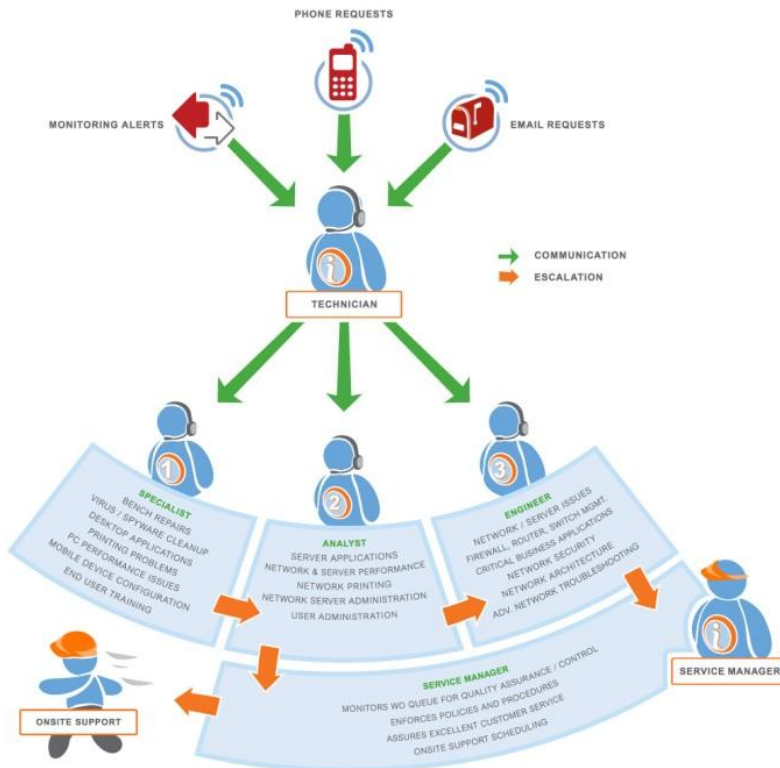 PHONE REQUESTS
MONITORING ALERTS
EMAIL REQUESTS
i
TECHNICIAN
COMMUNICATION
ESCALATION
1
SPECIALIST
BENCH REPAIRS
VIRUS / SPYWARE CLEANUP
DESKTOP APPLICATIONS
PRINTING PROBLEMS
PC PERFORMANCE ISSUES
MOBILE DEVICE CONFIGURATION
END USER TRAINING
2
ANALYST
SERVER APPLICATIONS
NETWORK & SERVER PERFORMANCE
NETWORK PRINTING
NETWORK SERVER ADMINISTRATION
USER ADMINISTRATION
3
ENGINEER
NETWORK / SERVER ISSUES
FIREWALL, ROUTER, SWITCH MGMT.
CRITICAL BUSINESS APPLICATIONS
NETWORK SECURITY
NETWORK ARCHITECTURE
ADV. NETWORK TROUBLESHOOTING
i
SERVICE MANAGER
SERVICE MANAGER
MONITORS WO QUEUE FOR QUALITY ASSURANCE / CONTROL
ENFORCES POLICIES AND PROCEDURES
ASSURES EXCELLENT CUSTOMER SERVICE
ONSITE SUPPORT SCHEDULING
ONSITE SUPPORT